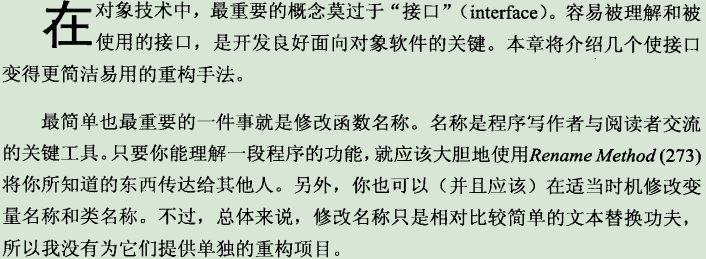 在对象技术中，最重要的概念莫过于“接口”（interface）。容易被理解和被
使用的接口，是开发良好面向对象软件的关键。本章将介绍几个使接口
变得更简洁易用的重构手法。
最简单也最重要的一件事就是修改函数名称。名称是程序写作者与阅读者交流
的关键工具。只要你能理解一段程序的功能，就应该大胆地使用Rename Method (273)
将你所知道的东西传达给其他人。另外，你也可以（并且应该）在适当时机修改变
量名称和类名称。不过，总体来说，修改名称只是相对比较简单的文本替换功夫，
所以我没有为它们提供单独的重构项目。